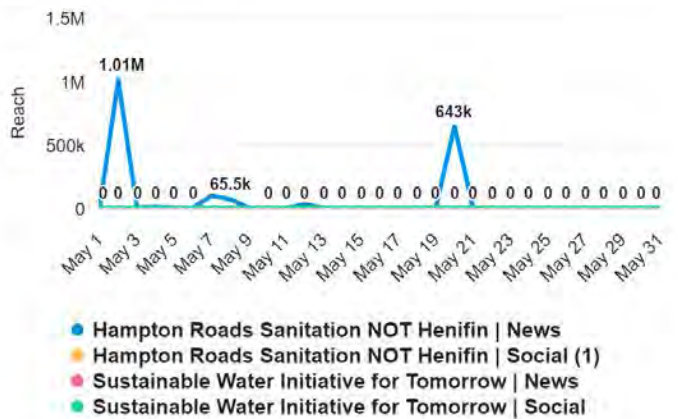 1.5M
1.01M
1M
Reach
643k
500k
65.5k
0 0 0 0 0 0 0 0 0 0 0 0 0 0 0 0 0 0 0 0 0 0 0 0 0 0 0 0
0
May 1 May 3 May 5 May 7 May 9 May 11 May 13 May 15 May 17 May 19 May 21 May 23 May 25 May 27 May 29 May 31
Hampton Roads Sanitation NOT Henifin | News
Hampton Roads Sanitation NOT Henifin | Social (1)
Sustainable Water Initiative for Tomorrow | News
Sustainable Water Initiative for Tomorrow | Social